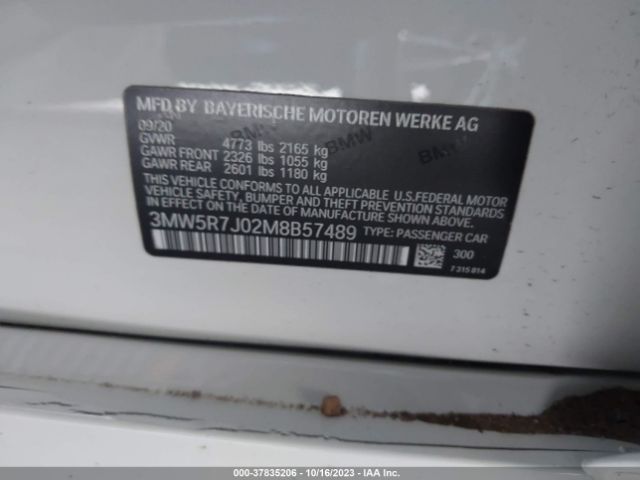 MFD BY BAYERISCHE MOTOREN WERKE AG
09/20
GVWR 4773 lbs 2165 kg
GAWR FRONT 2326 lbs 1055 kg
GAWR REAR 2601 lbs 1180 kg
THIS VEHICLE CONFORMS TO ALL APPLICABLE U.S.FEDERAL MOTOR
VEHICLE SAFETY, BUMPER AND THEFT PREVENTION STANDARDS
IN EFFECT ON THE DATE OF MANUFACTURE SHOWN ABOVE.
3MW5R7J02M8B57489 TYPE: PASSENGER CAR
300
7 315 814
BMW BMW BMW
000-37835206 - 10/16/2023 - IAA Inc.